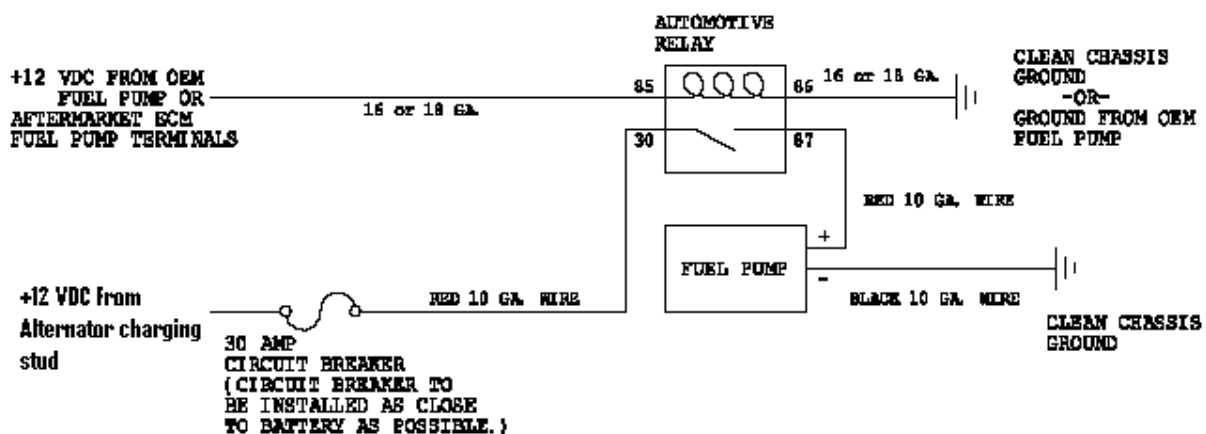 AUTOMOTIVE
RELAY
+12 VDC FROM OEM
FUEL PUMP OR
AFTERMARKET ECM
FUEL PUMP TERMINALS
16 or 18 GA.
85
86
16 or 18 GA.
CLEAN CHASSIS
GROUND
-OR-
GROUND FROM OEM
FUEL PUMP
30
87
RED 10 GA. WIRE
FUEL PUMP
+
-
BLACK 10 GA. WIRE
CLEAN CHASSIS
GROUND
+12 VDC From
Alternator charging
stud
RED 10 GA. WIRE
30 AMP
CIRCUIT BREAKER
(CIRCUIT BREAKER TO
BE INSTALLED AS CLOSE
TO BATTERY AS POSSIBLE.)